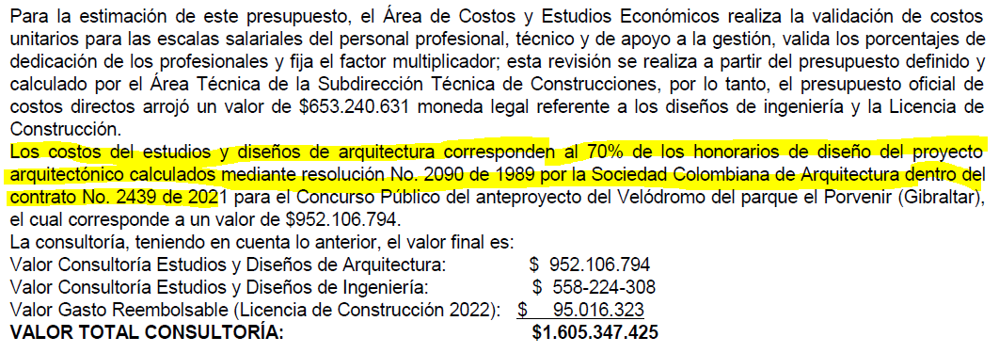 Para la estimación de este presupuesto, el Área de Costos y Estudios Económicos realiza la validación de costos
unitarios para las escalas salariales del personal profesional, técnico y de apoyo a la gestión, valida los porcentajes de
dedicación de los profesionales y fija el factor multiplicador; esta revisión se realiza a partir del presupuesto definido y
calculado por el Área Técnica de la Subdirección Técnica de Construcciones, por lo tanto, el presupuesto oficial de
costos directos arrojó un valor de $653.240.631 moneda legal referente a los diseños de ingeniería y la Licencia de
Construcción.
Los costos del estudios y diseños de arquitectura corresponden al 70% de los honorarios de diseño del proyecto
arquitectónico calculados mediante resolución No. 2090 de 1989 por la Sociedad Colombiana de Arquitectura dentro del
contrato No. 2439 de 2021 para el Concurso Público del anteproyecto del Velódromo del parque el Porvenir (Gibraltar),
el cual corresponde a un valor de $952.106.794.
La consultoría, teniendo en cuenta lo anterior, el valor final es:
Valor Consultoría Estudios y Diseños de Arquitectura: $ 952.106.794
Valor Consultoría Estudios y Diseños de Ingeniería: $ 558-224-308
Valor Gasto Reembolsable (Licencia de Construcción 2022): $ 95.016.323
VALOR TOTAL CONSULTORÍA: $1.605.347.425